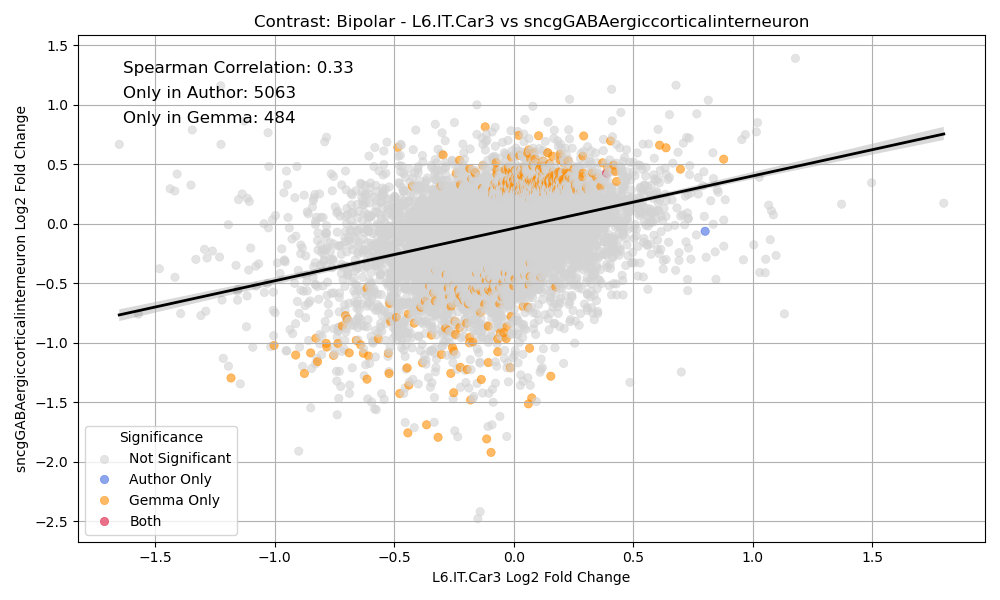 Contrast: Bipolar - L6.IT.Car3 vs sncgGABAergiccorticalinterneuron
Spearman Correlation: 0.33
Only in Author: 5063
Only in Gemma: 484
sncgGABAergiccorticalinterneuron Log2 Fold Change
1.5
1.0
0.5
0.0
−0.5
−1.0
−1.5
−2.0
−2.5
Significance
Not Significant
Author Only
Gemma Only
Both
−1.5 −1.0 −0.5 0.0 0.5 1.0 1.5
L6.IT.Car3 Log2 Fold Change